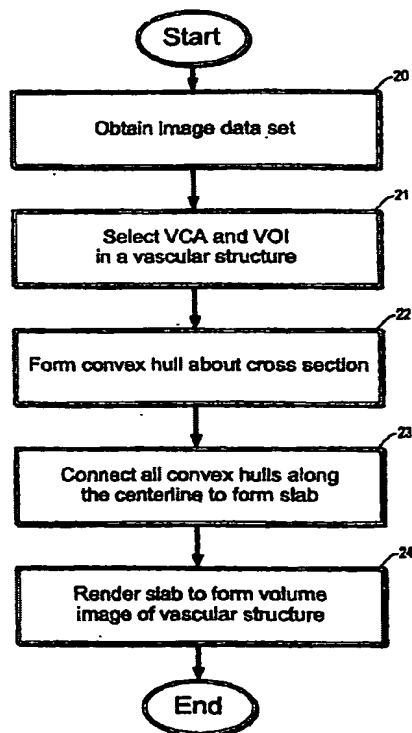 Start
20
Obtain image data set
21
Select VCA and VOI
in a vascular structure
22
Form convex hull about cross section
23
Connect all convex hulls along
the centerline to form slab
24
Render slab to form volume
image of vascular structure
End